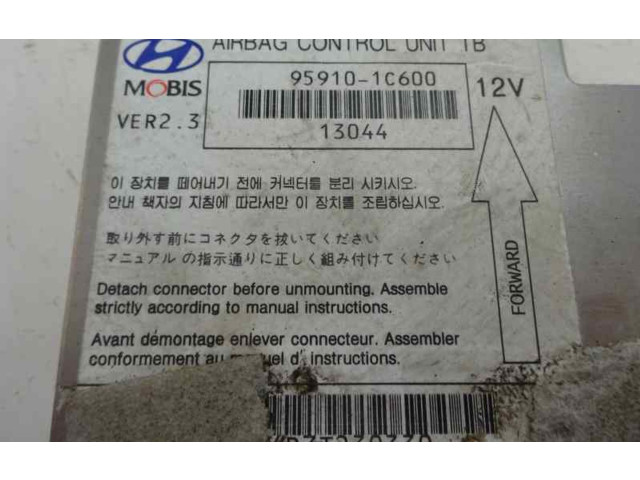 AIRBAG CONTROL UNIT TB
MOBIS
95910-1C600
12V
VER2.3
13044
이 장치를 떼어내기 전에 커넥터를 분리 시키시오.
안내 책자의 지침에 따라서만 이 장치를 조립하십시오.
取り外す前にコネクタを抜いてください
マニュアル の指示通りに正しく組み付けてください
FORWARD
Detach connector before unmounting. Assemble
strictly according to manual instructions.
Avant démontage enlever connecteur. Assembler
conformement au manuel d'instructions.